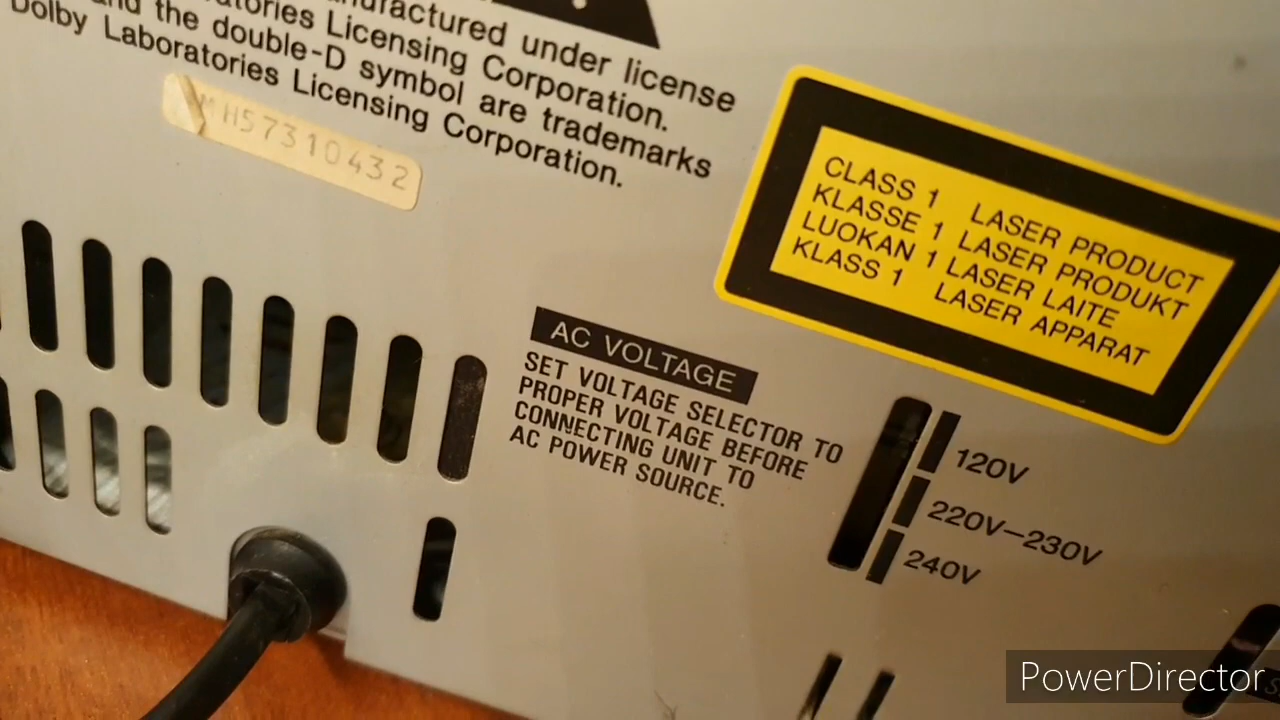 nufactured under license
atories Licensing Corporation.
and the double-D symbol are trademarks
Dolby Laboratories Licensing Corporation.
MH57310432
CLASS 1 LASER PRODUCT
KLASSE 1 LASER PRODUKT
LUOKAN 1 LASER LAITE
KLASS 1 LASER APPARAT
AC VOLTAGE
SET VOLTAGE SELECTOR TO
PROPER VOLTAGE BEFORE
CONNECTING UNIT TO
AC POWER SOURCE.
120V
220V–230V
240V
PowerDirector